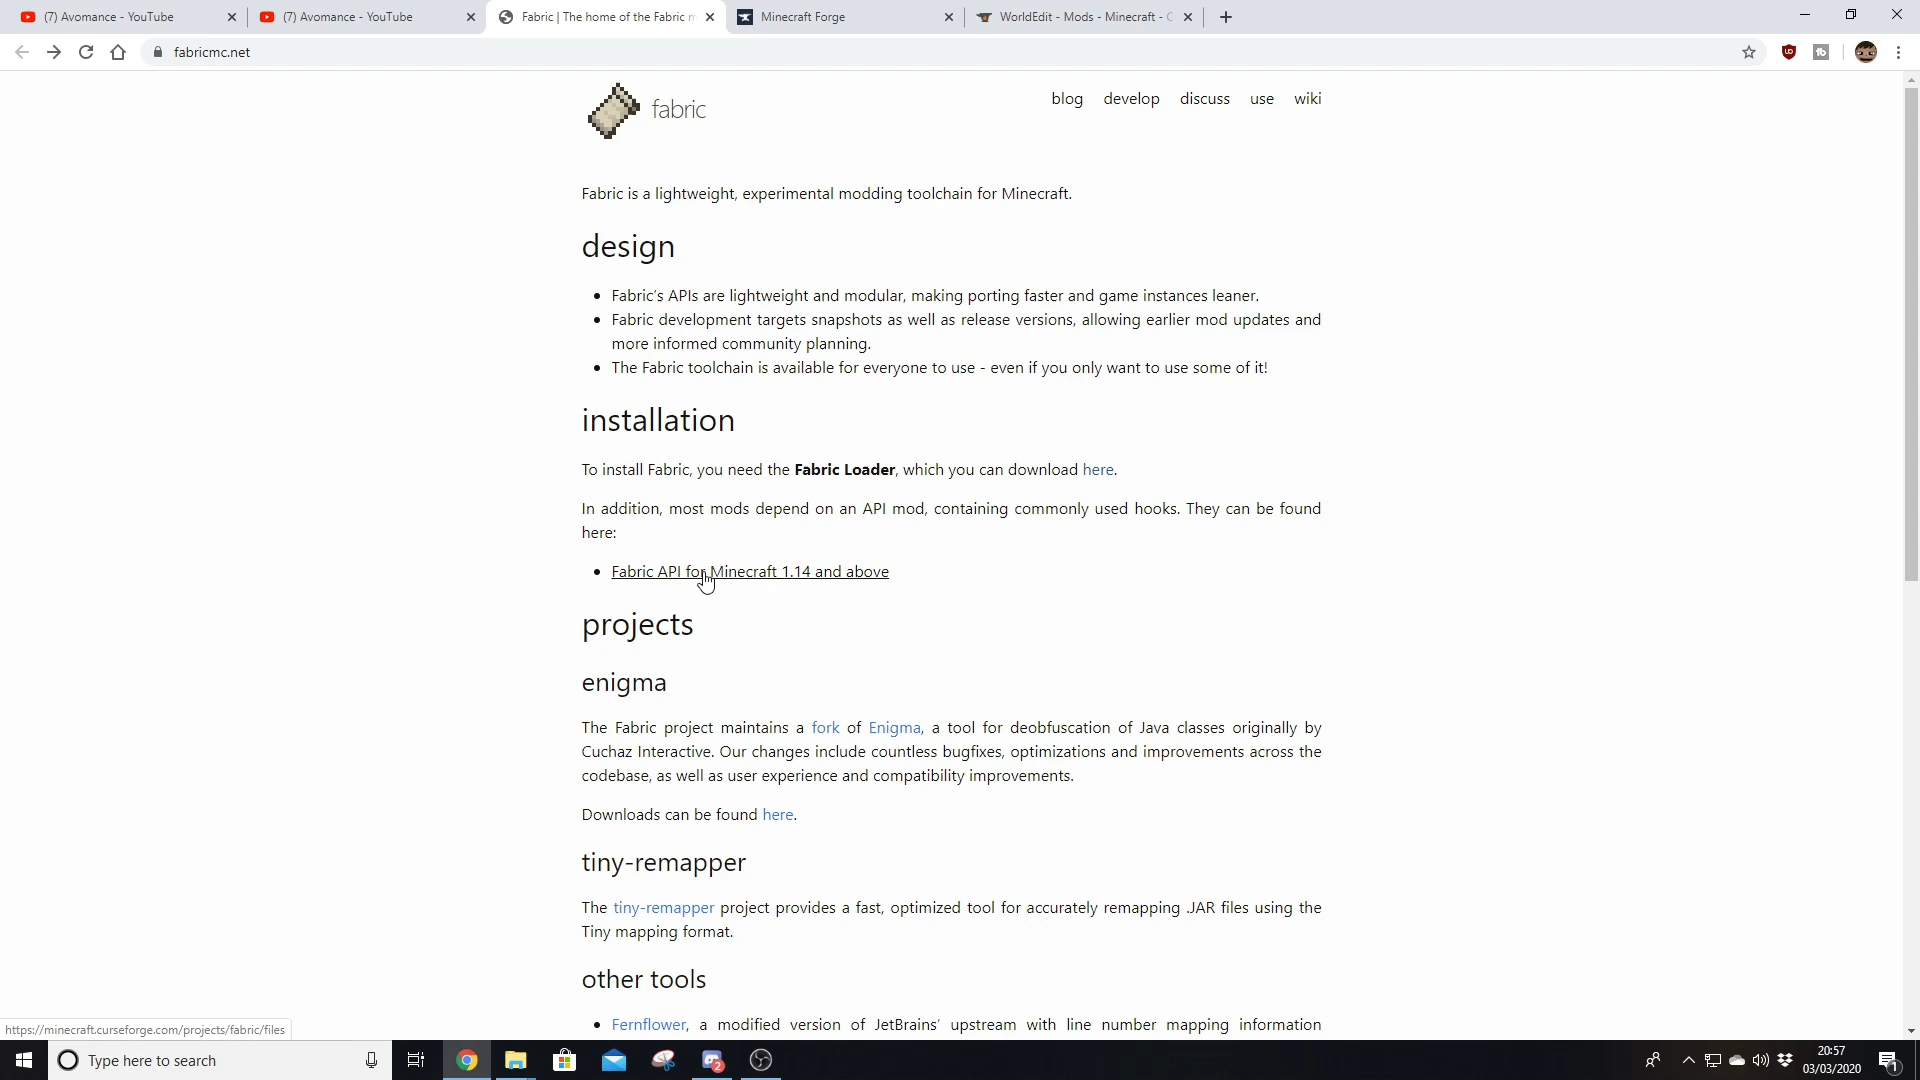 (7) Avomance - YouTube
(7) Avomance - YouTube
Fabric | The home of the Fabric m
Minecraft Forge
WorldEdit - Mods - Minecraft - C
fabricmc.net
fabric
blog
develop
discuss
use
wiki
Fabric is a lightweight, experimental modding toolchain for Minecraft.
design
Fabric's APIs are lightweight and modular, making porting faster and game instances leaner.
Fabric development targets snapshots as well as release versions, allowing earlier mod updates and
more informed community planning.
The Fabric toolchain is available for everyone to use - even if you only want to use some of it!
installation
To install Fabric, you need the Fabric Loader, which you can download here.
In addition, most mods depend on an API mod, containing commonly used hooks. They can be found
here:
Fabric API for Minecraft 1.14 and above
projects
enigma
The Fabric project maintains a fork of Enigma, a tool for deobfuscation of Java classes originally by
Cuchaz Interactive. Our changes include countless bugfixes, optimizations and improvements across the
codebase, as well as user experience and compatibility improvements.
Downloads can be found here.
tiny-remapper
The tiny-remapper project provides a fast, optimized tool for accurately remapping .JAR files using the
Tiny mapping format.
other tools
Fernflower, a modified version of JetBrains' upstream with line number mapping information
https://minecraft.curseforge.com/projects/fabric/files
Type here to search
2
20:57
03/03/2020
1